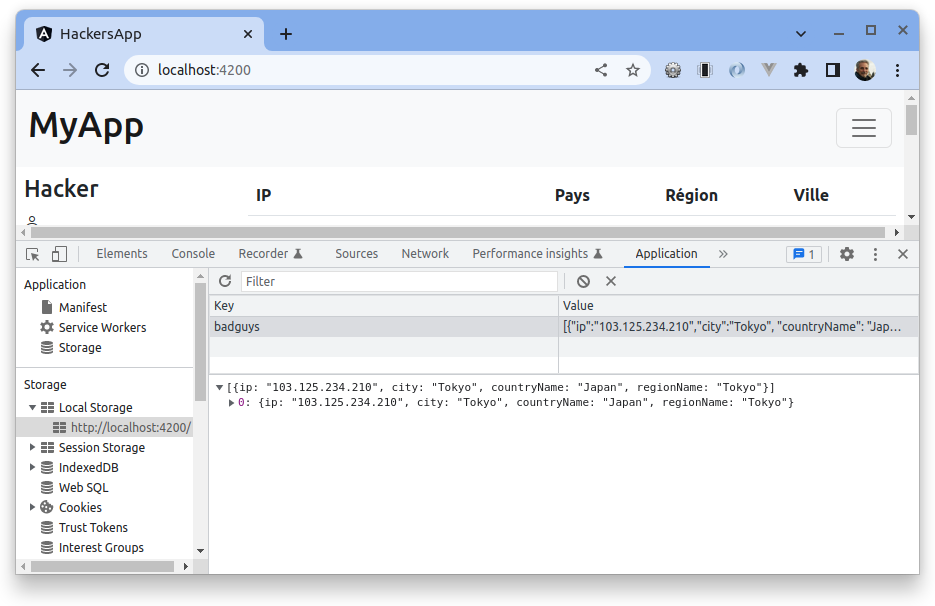 HackersApp
localhost:4200
MyApp
Hacker
IP Pays Région Ville
Elements Console Recorder Sources Network Performance insights Application 1
Application
Manifest
Service Workers
Storage
Storage
Local Storage
http://localhost:4200/
Session Storage
IndexedDB
Web SQL
Cookies
Trust Tokens
Interest Groups
Filter
Key Value
badguys [{"ip":"103.125.234.210","city":"Tokyo", "countryName": "Jap…
[{ip: "103.125.234.210", city: "Tokyo", countryName: "Japan", regionName: "Tokyo"}]
0: {ip: "103.125.234.210", city: "Tokyo", countryName: "Japan", regionName: "Tokyo"}